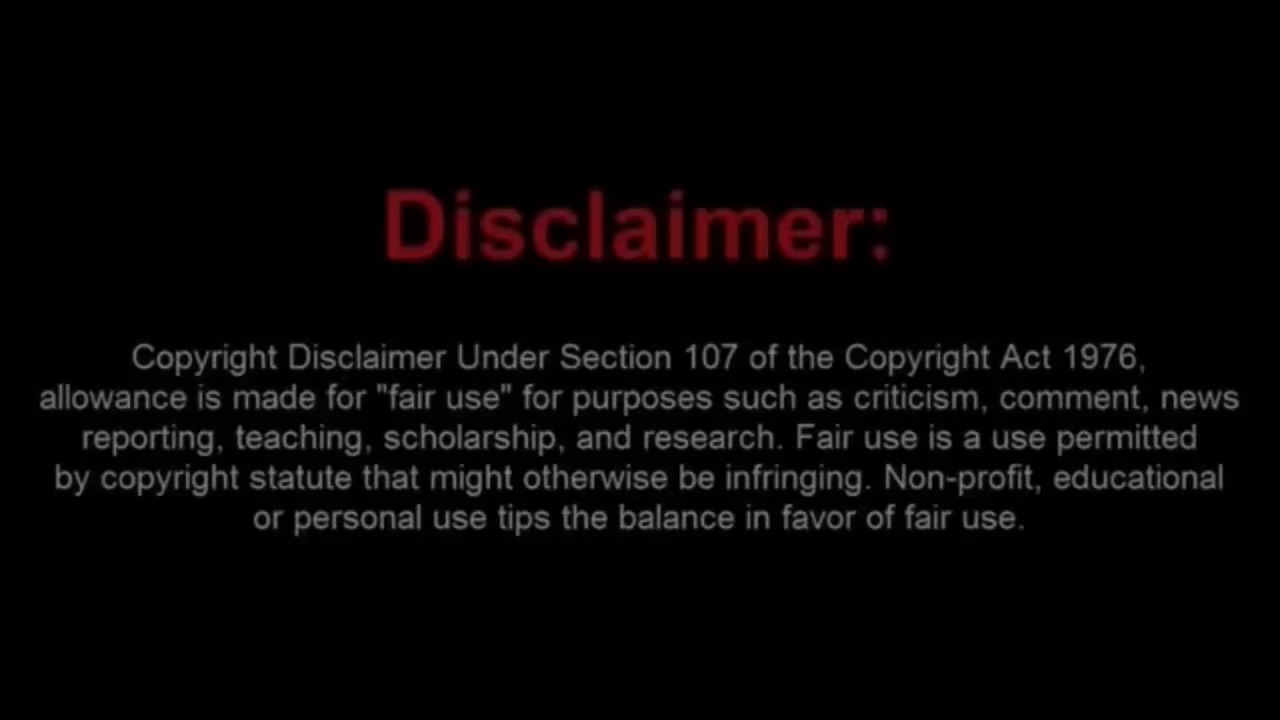 Disclaimer:
Copyright Disclaimer Under Section 107 of the Copyright Act 1976,
allowance is made for "fair use" for purposes such as criticism, comment, news
reporting, teaching, scholarship, and research. Fair use is a use permitted
by copyright statute that might otherwise be infringing. Non-profit, educational
or personal use tips the balance in favor of fair use.